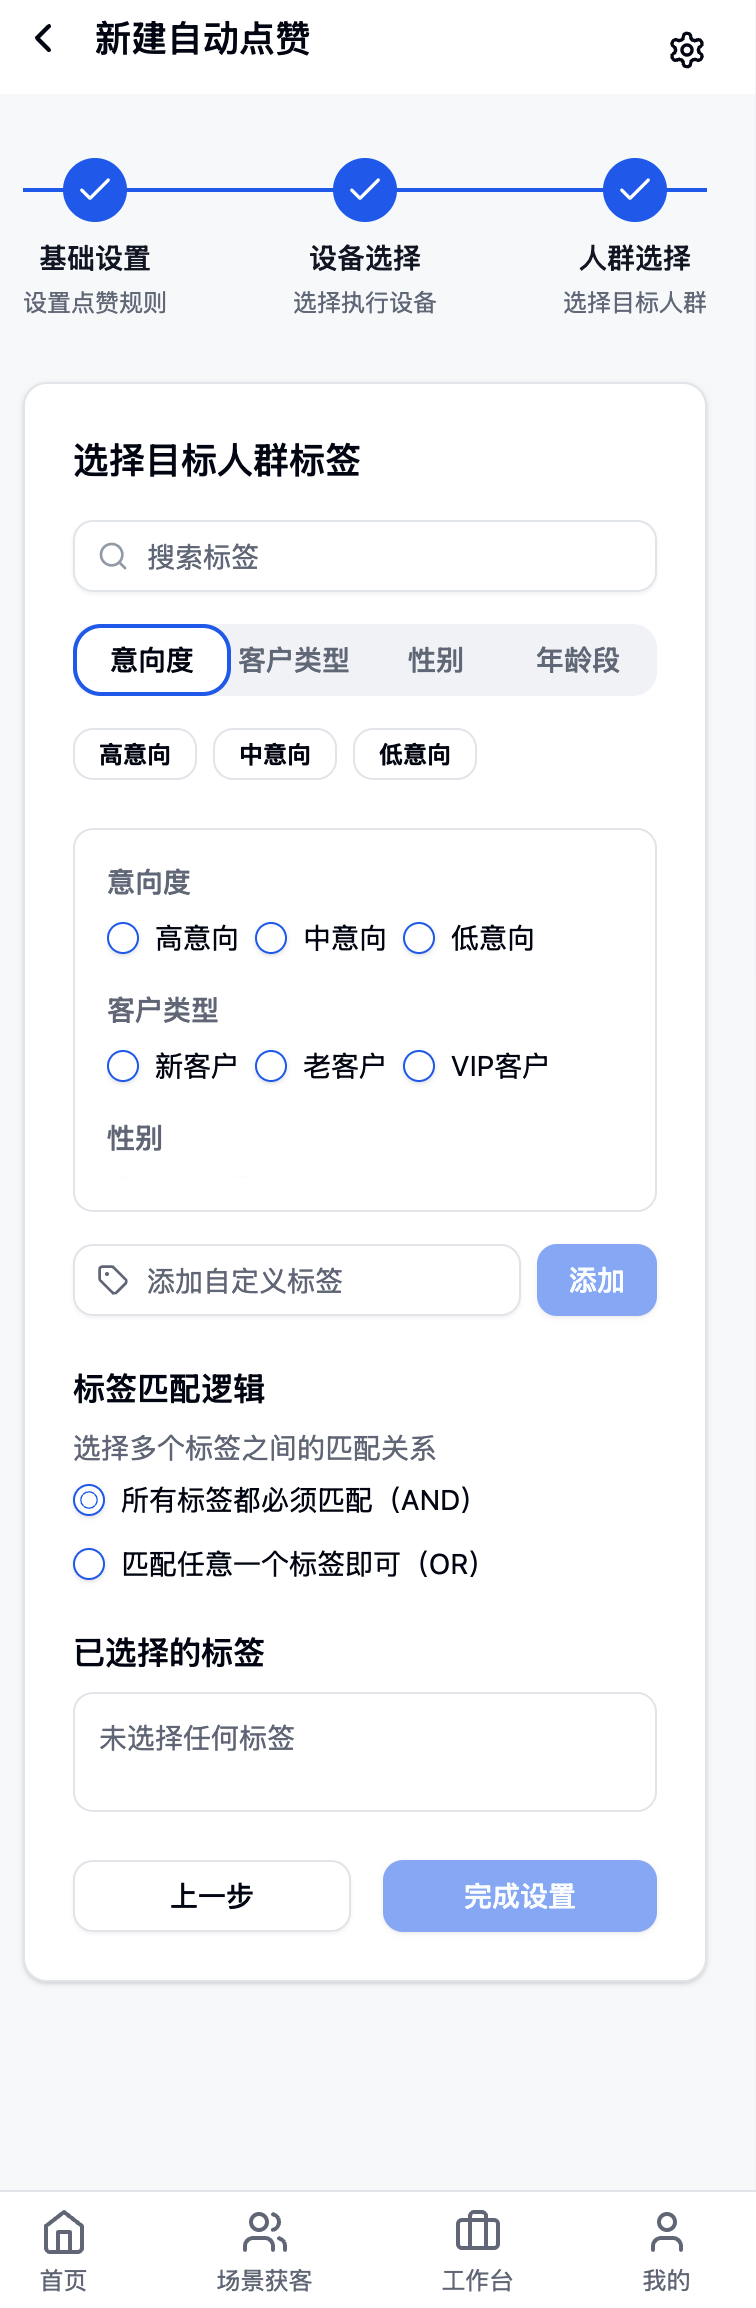 新建自动点赞
基础设置 设备选择 人群选择
设置点赞规则 选择执行设备 选择目标人群
选择目标人群标签
搜索标签
意向度 客户类型 性别 年龄段
高意向 中意向 低意向
意向度
高意向 中意向 低意向
客户类型
新客户 老客户 VIP客户
性别
添加自定义标签 添加
标签匹配逻辑
选择多个标签之间的匹配关系
所有标签都必须匹配（AND）
匹配任意一个标签即可（OR）
已选择的标签
未选择任何标签
上一步 完成设置
首页 场景获客 工作台 我的